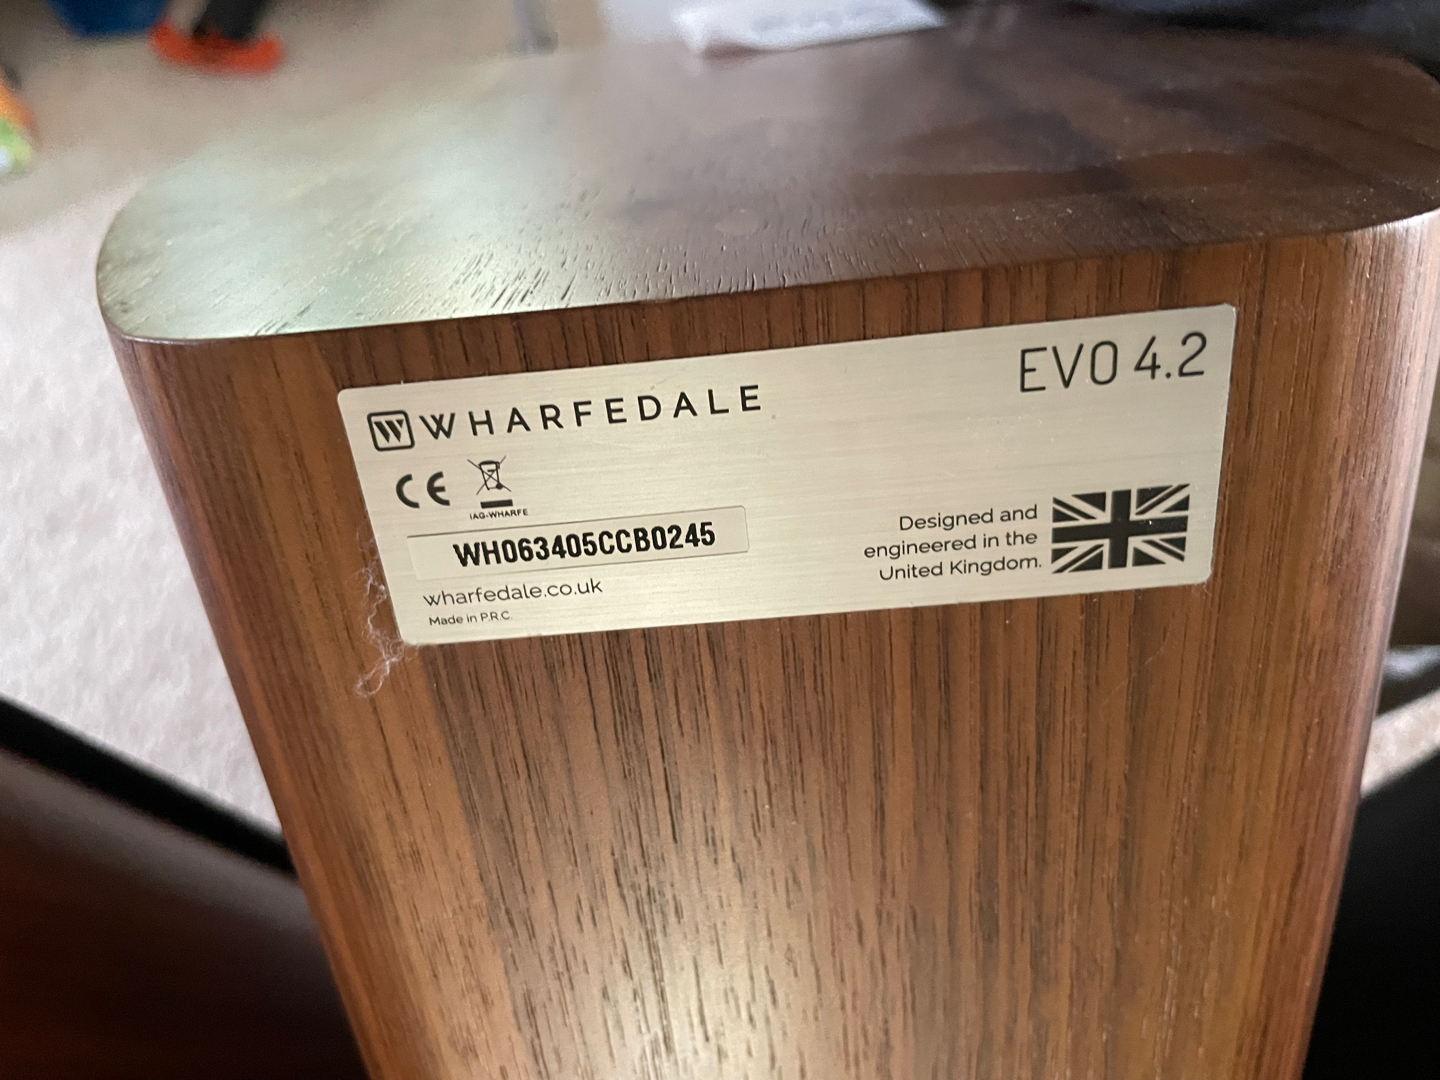 W WHARFEDALE
EVO 4.2
CE
IAG-WHARFE
WH063405CCB0245
wharfedale.co.uk
Made in P.R.C.
Designed and
engineered in the
United Kingdom.